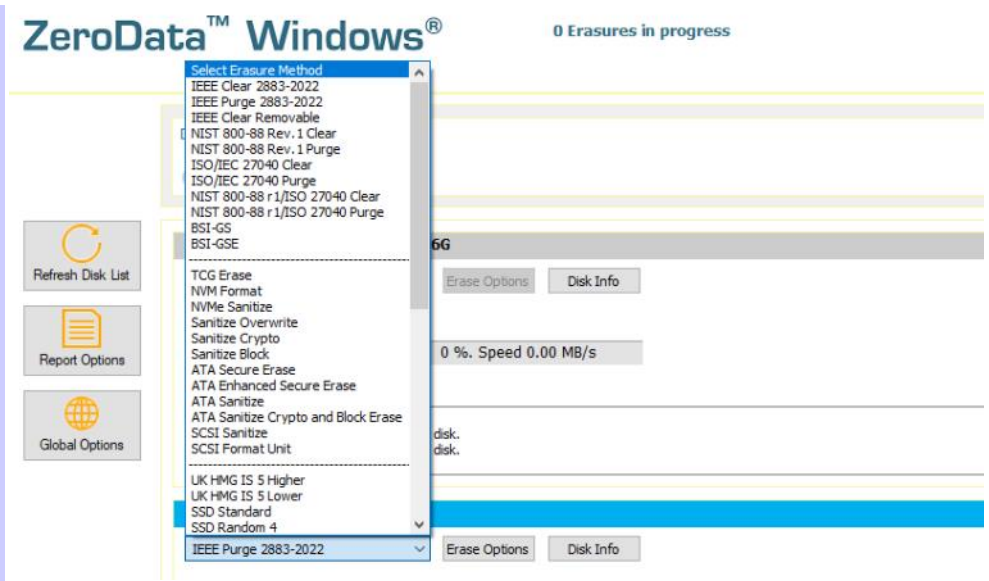 ZeroData™ Windows®
0 Erasures in progress
Select Erasure Method
IEEE Clear 2883-2022
IEEE Purge 2883-2022
IEEE Clear Removable
NIST 800-88 Rev.1 Clear
NIST 800-88 Rev.1 Purge
ISO/IEC 27040 Clear
ISO/IEC 27040 Purge
NIST 800-88 r1/ISO 27040 Clear
NIST 800-88 r1/ISO 27040 Purge
BSI-GS
BSI-GSE
TCG Erase
NVM Format
NVMe Sanitize
Sanitize Overwrite
Sanitize Crypto
Sanitize Block
ATA Secure Erase
ATA Enhanced Secure Erase
ATA Sanitize
ATA Sanitize Crypto and Block Erase
SCSI Sanitize
SCSI Format Unit
UK HMG IS 5 Higher
UK HMG IS 5 Lower
SSD Standard
SSD Random 4
Refresh Disk List
Report Options
Global Options
6G
Erase Options Disk Info
0 %. Speed 0.00 MB/s
disk.
disk.
IEEE Purge 2883-2022 Erase Options Disk Info